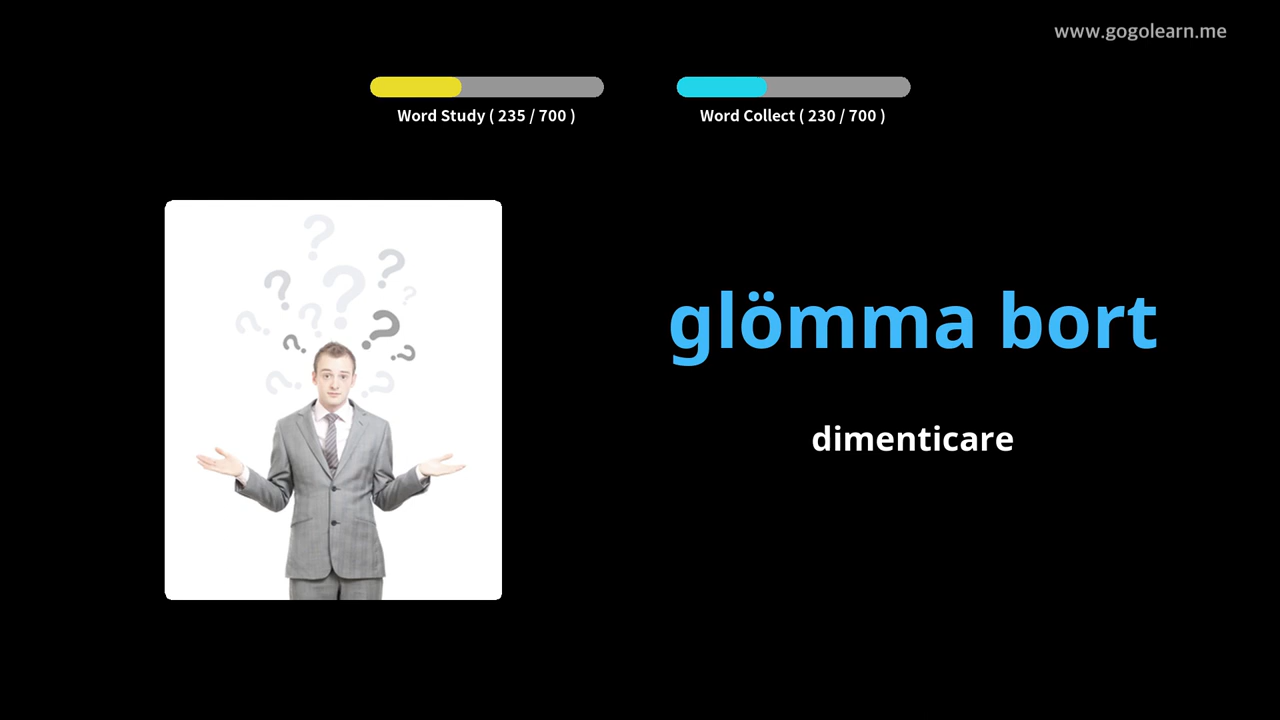 www.gogolearn.me
Word Study ( 235 / 700 )
Word Collect ( 230 / 700 )
glömma bort
dimenticare